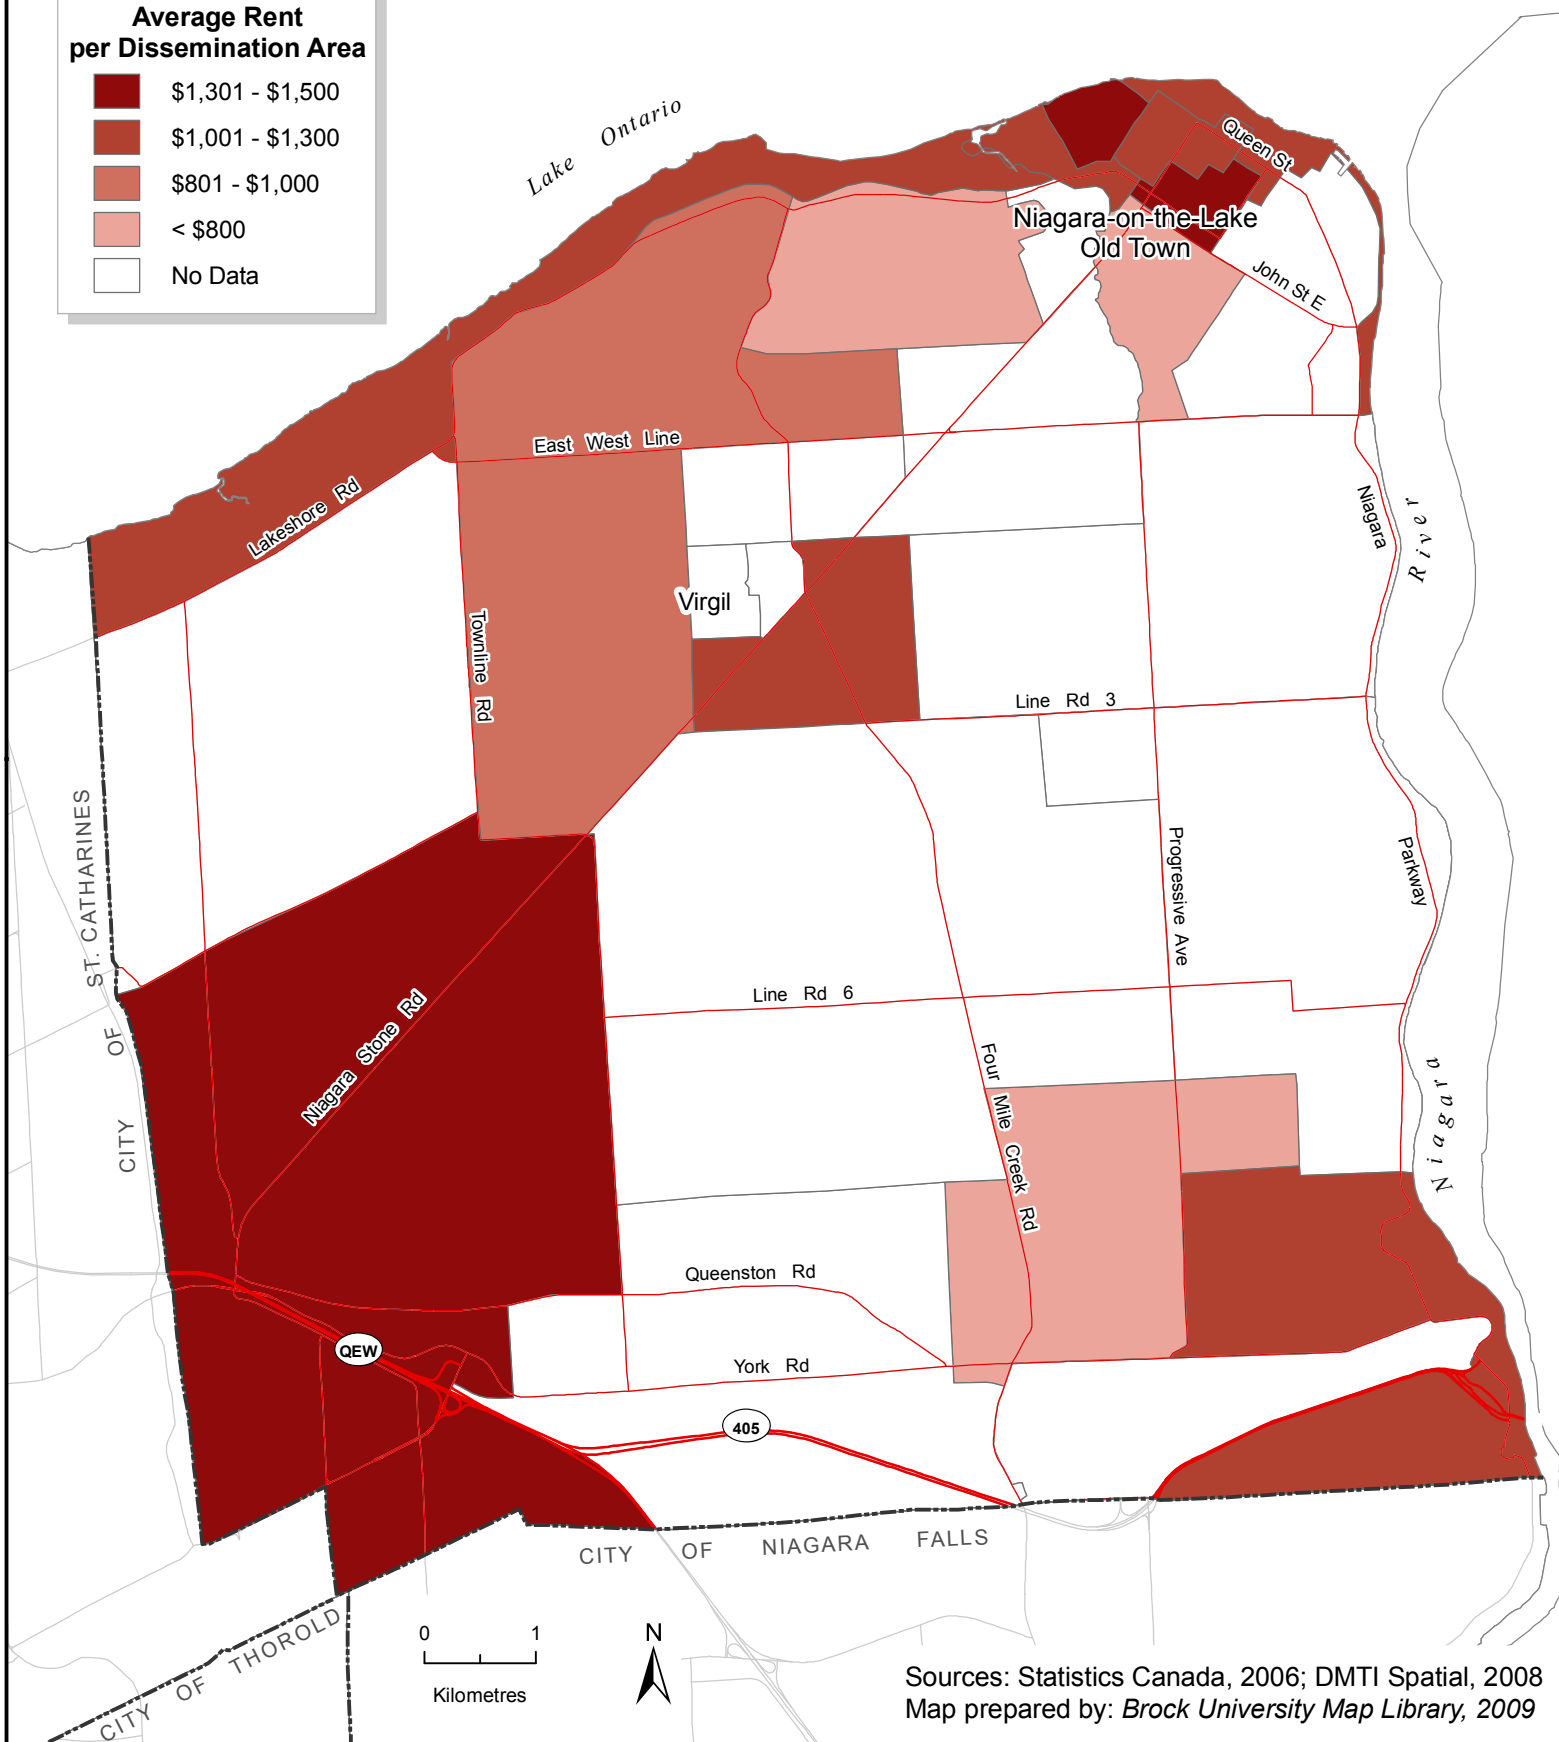 Average Rent
per Dissemination Area
$1,301 - $1,500
$1,001 - $1,300
$801 - $1,000
< $800
No Data
Lake Ontario
Queen St
Niagara-on-the-Lake
Old Town
John St E
East West Line
Lakeshore Rd
Niagara
River
Virgil
Townline Rd
Line Rd 3
ST. CATHARINES
OF
CITY
Progressive Ave
Parkway
Line Rd 6
Niagara Stone Rd
Four Mile Creek Rd
Niagara
Queenston Rd
QEW
York Rd
405
CITY OF NIAGARA FALLS
CITY OF THOROLD
0 1
Kilometres
N
Sources: Statistics Canada, 2006; DMTI Spatial, 2008
Map prepared by: Brock University Map Library, 2009